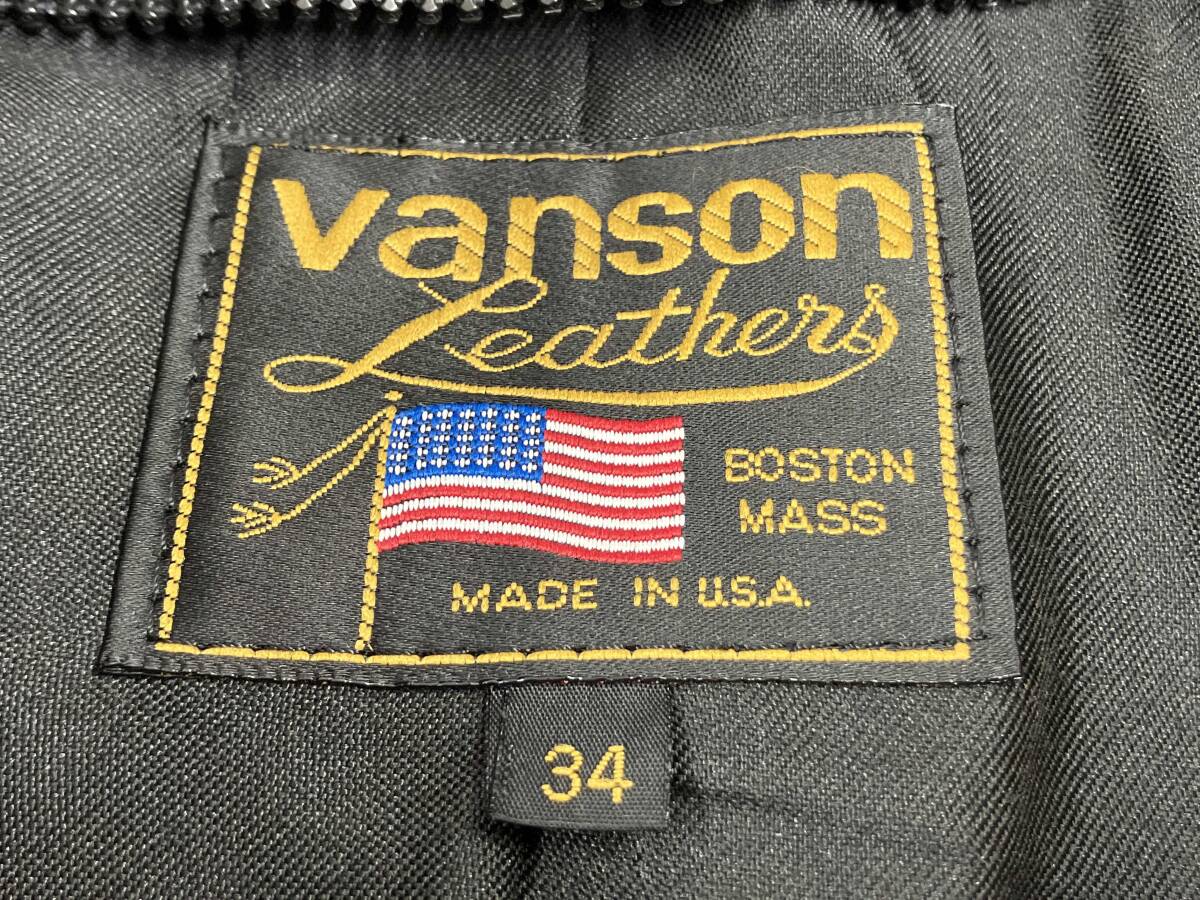 vanson
Leathers
BOSTON
MASS
MADE IN U.S.A.
34